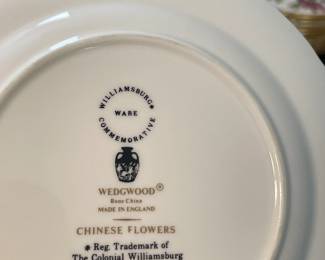 WILLIAMSBURG*
WARE
COMMEMORATIVE
WEDGWOOD®
Bone China
MADE IN ENGLAND
CHINESE FLOWERS
* Reg. Trademark of
The Colonial Williamsburg